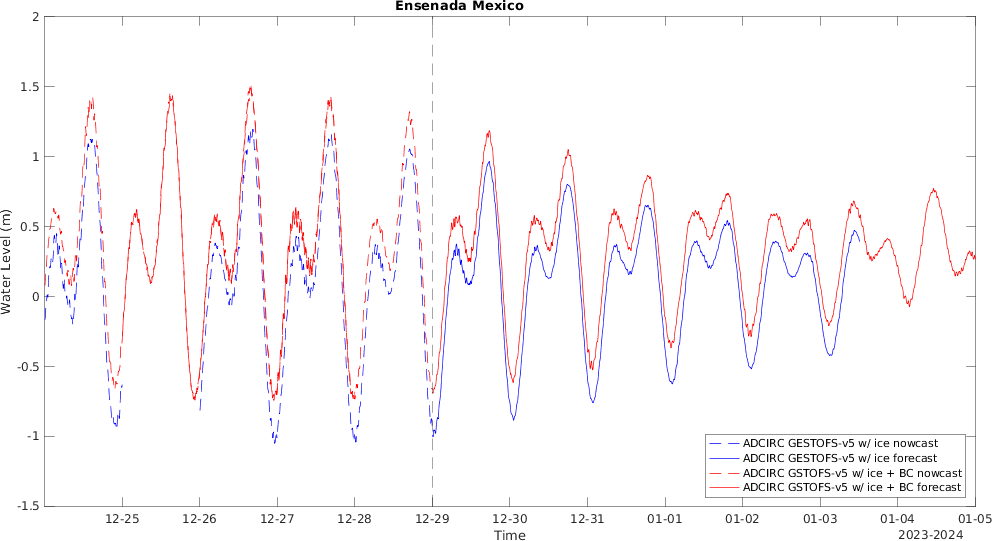 Ensenada Mexico
2
1.5
1
0.5
0
-0.5
-1
-1.5
Water Level (m)
12-25 12-26 12-27 12-28 12-29 12-30 12-31 01-01 01-02 01-03 01-04 01-05
Time
2023-2024
ADCIRC GESTOFS-v5 w/ ice nowcast
ADCIRC GESTOFS-v5 w/ ice forecast
ADCIRC GSTOFS-v5 w/ ice + BC nowcast
ADCIRC GSTOFS-v5 w/ ice + BC forecast